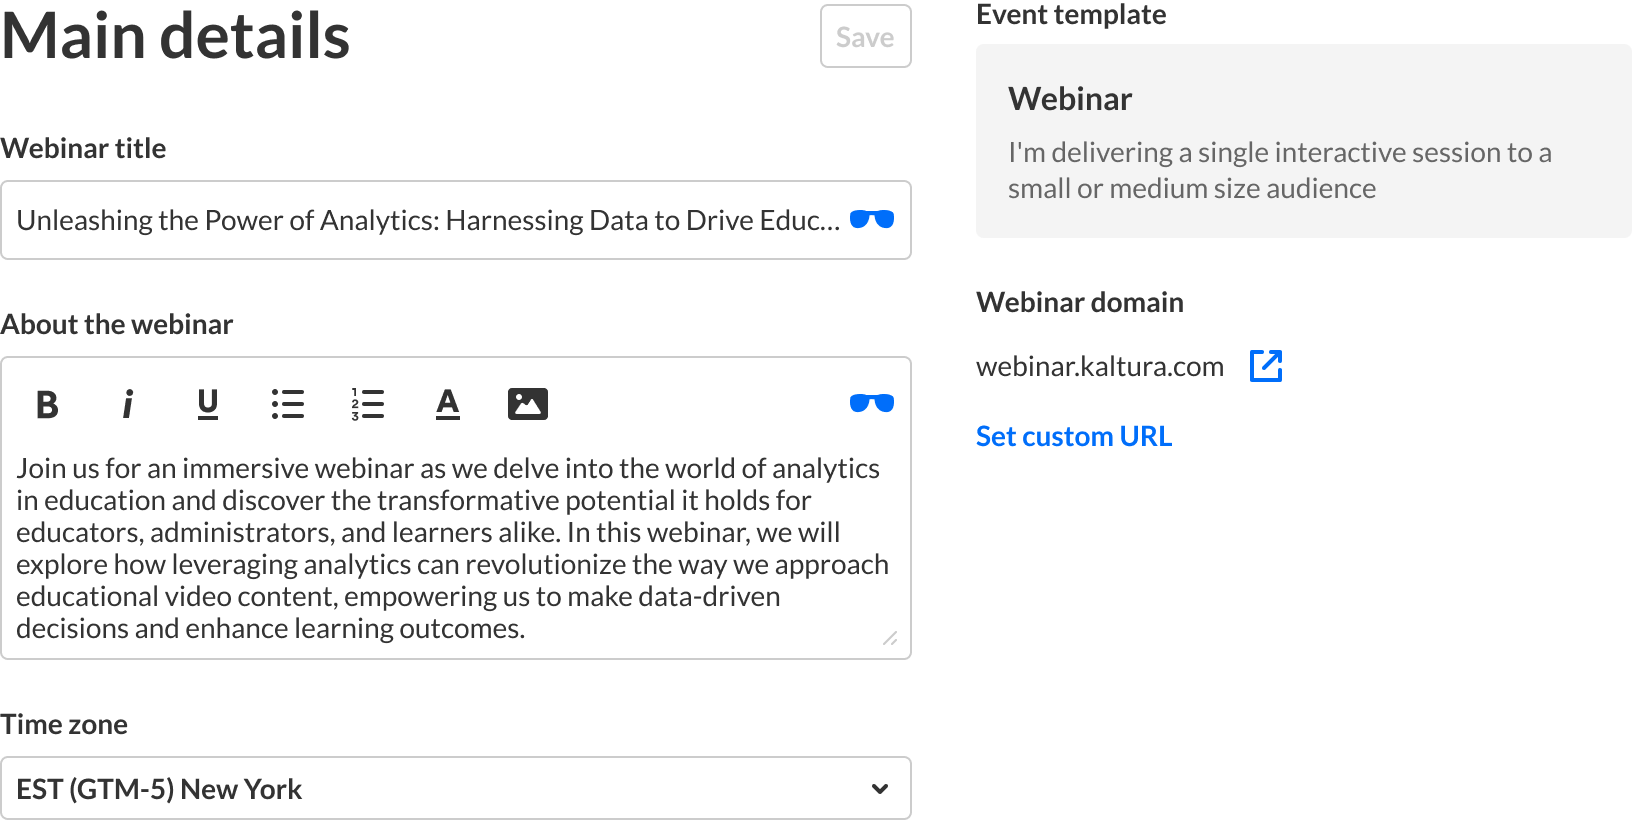 Main details
Save
Webinar title
Unleashing the Power of Analytics: Harnessing Data to Drive Educ...
About the webinar
B i U 1 2 3 A
Join us for an immersive webinar as we delve into the world of analytics
in education and discover the transformative potential it holds for
educators, administrators, and learners alike. In this webinar, we will
explore how leveraging analytics can revolutionize the way we approach
educational video content, empowering us to make data-driven
decisions and enhance learning outcomes.
Time zone
EST (GTM-5) New York
Event template
Webinar
I'm delivering a single interactive session to a
small or medium size audience
Webinar domain
webinar.kaltura.com
Set custom URL